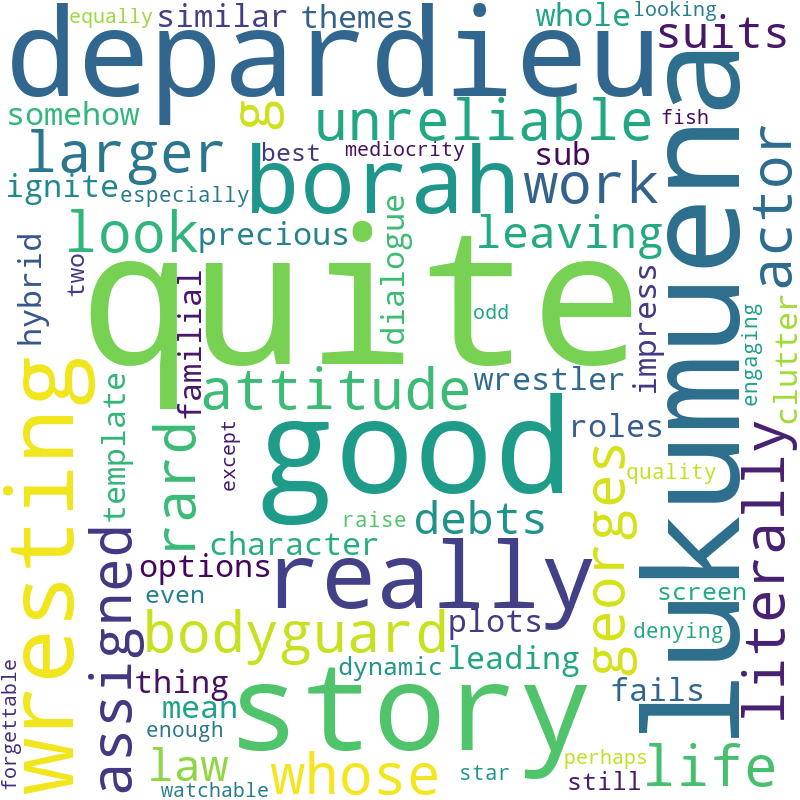 equally
similar
themes
whole
looking
depardieu
suits
somehow
g
unreliable
fish
larger
best
mediocrity
sub
lukumuena
actor
ignite
especially
borah
work
look
precious
dialogue
leaving
hybrid
two
quite
odd
familial
impress
engaging
clutter
wresting
template
rard
attitude
wrestler
except
good
roles
georges
quality
literally
assigned
raise
debts
character
options
really
even
screen
bodyguard
plots
denying
forgettable
thing
dynamic
leading
mean
story
fails
enough
law
whose
star
perhaps
still
life
watchable